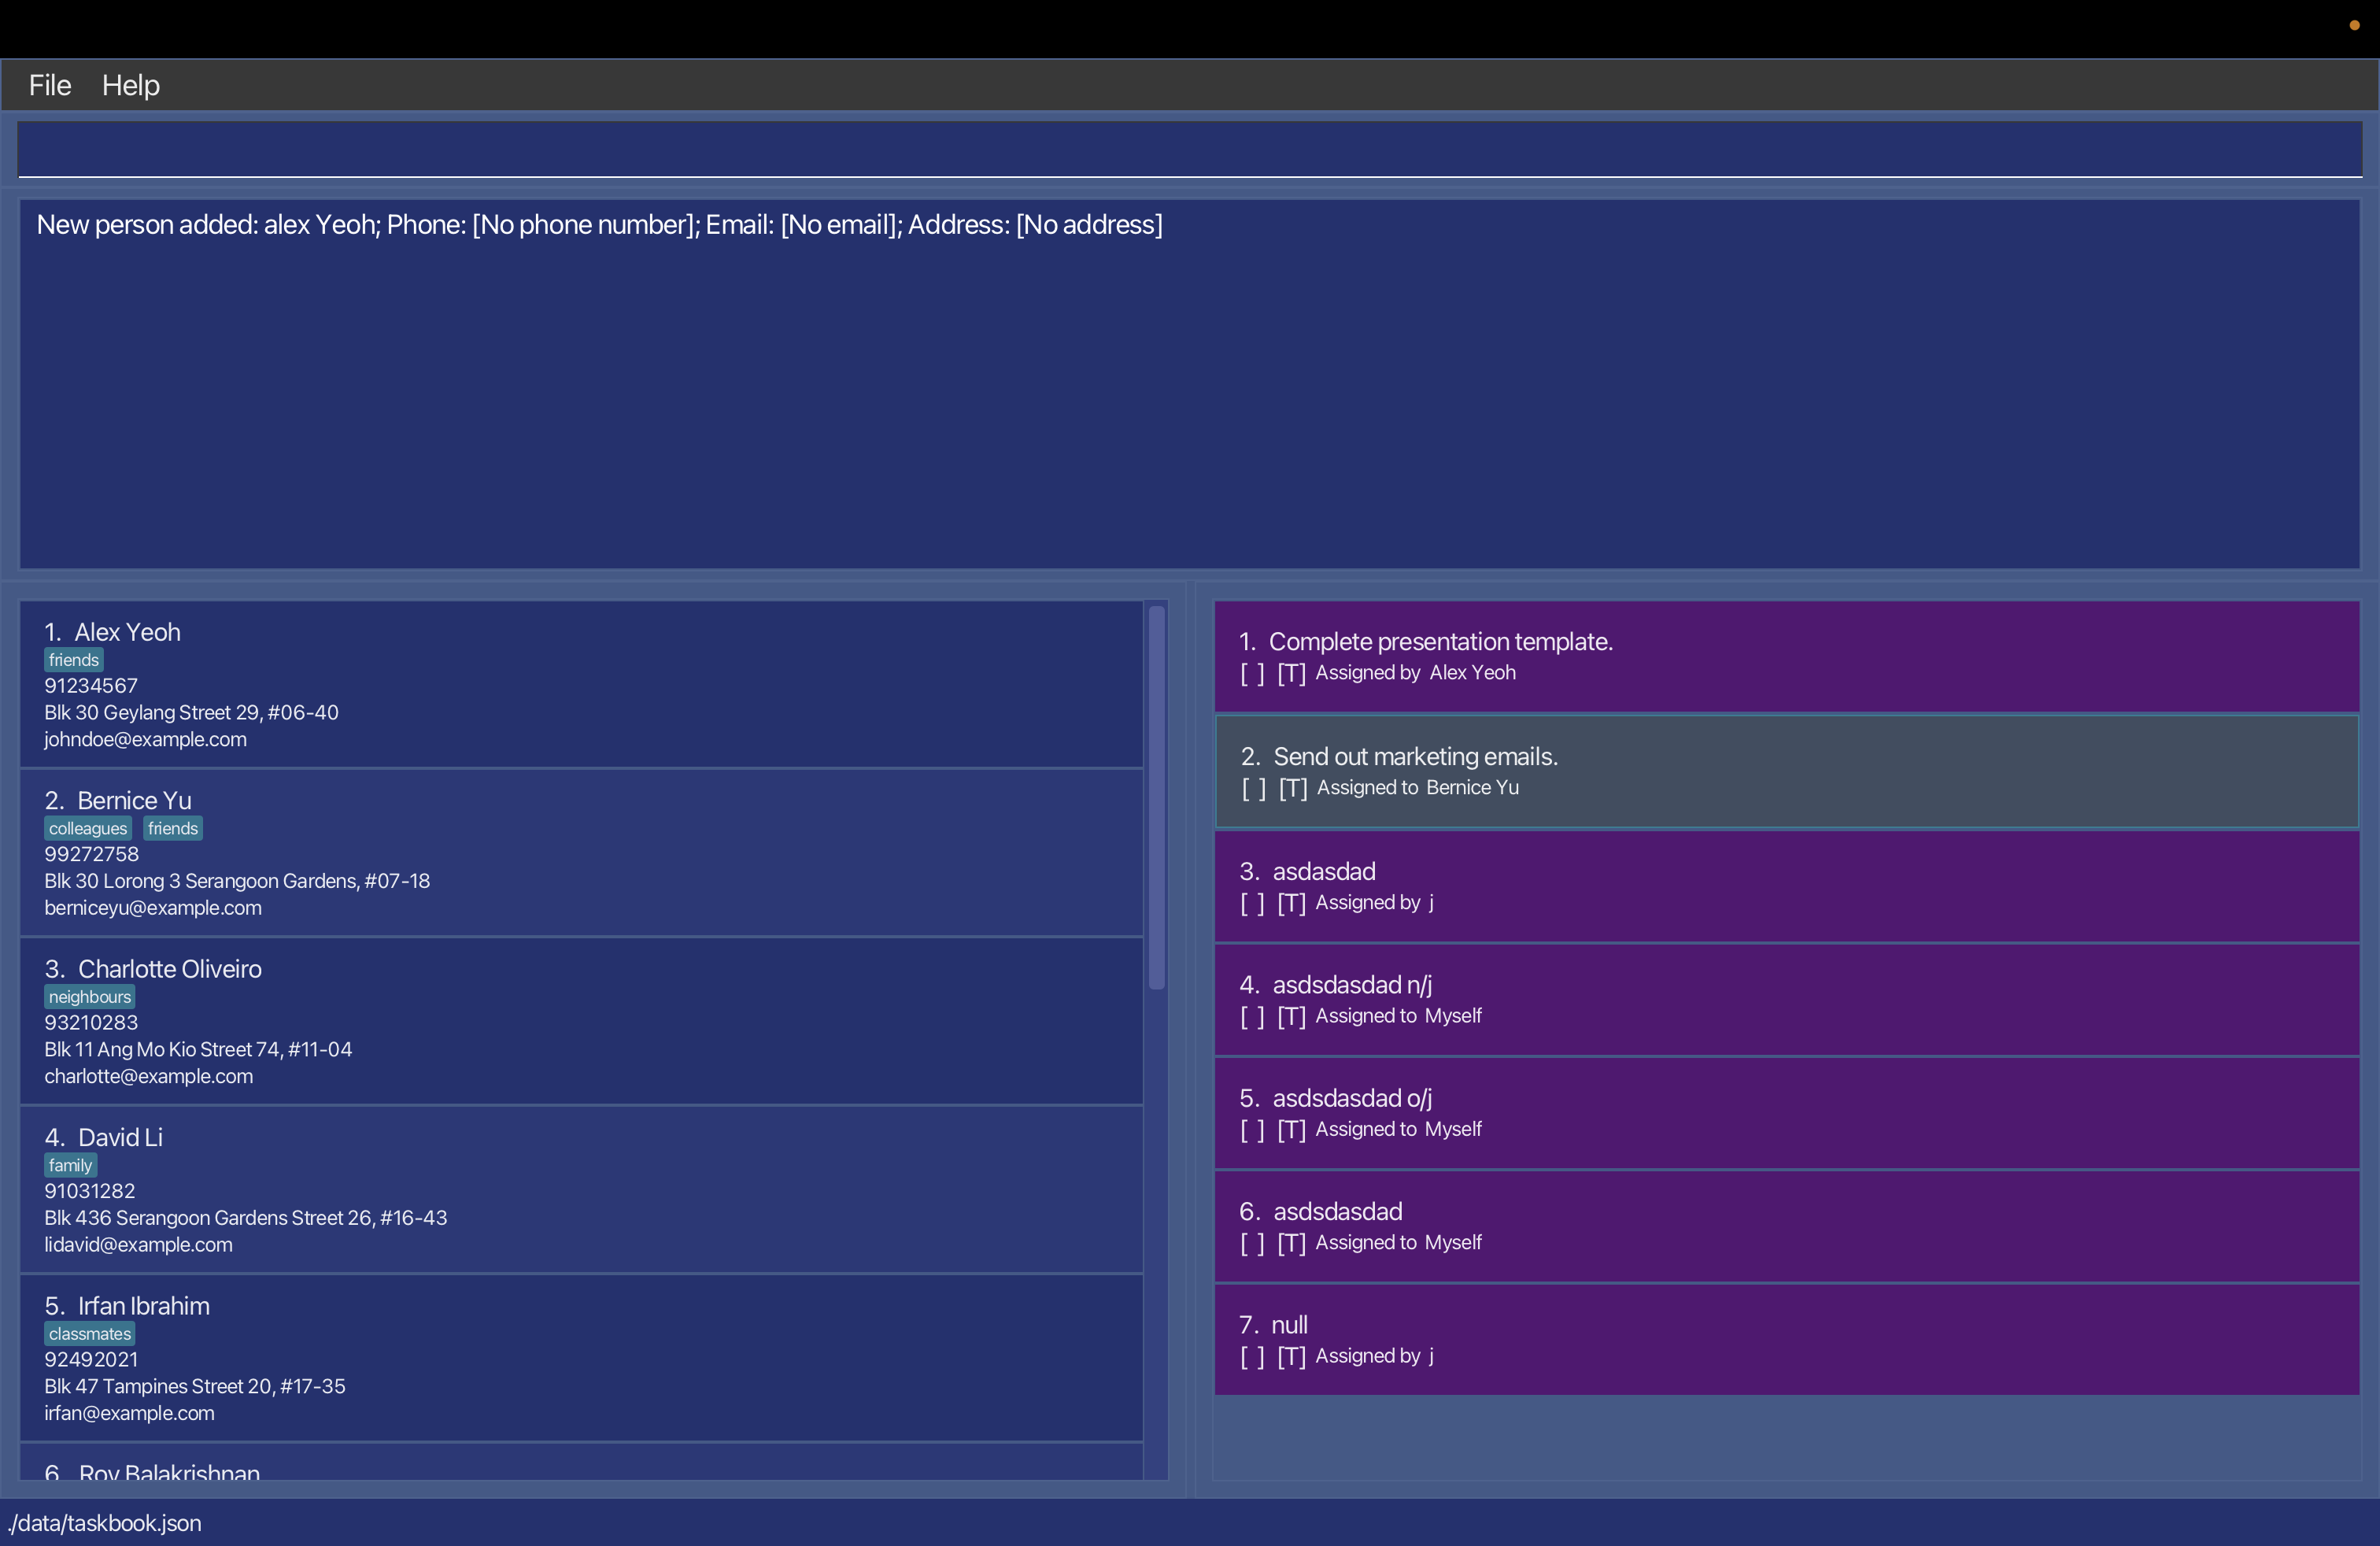 File Help
New person added: alex Yeoh; Phone: [No phone number]; Email: [No email]; Address: [No address]
1. Alex Yeoh
friends
91234567
Blk 30 Geylang Street 29, #06-40
johndoe@example.com
2. Bernice Yu
colleagues friends
99272758
Blk 30 Lorong 3 Serangoon Gardens, #07-18
berniceyu@example.com
3. Charlotte Oliveiro
neighbours
93210283
Blk 11 Ang Mo Kio Street 74, #11-04
charlotte@example.com
4. David Li
family
91031282
Blk 436 Serangoon Gardens Street 26, #16-43
lidavid@example.com
5. Irfan Ibrahim
classmates
92492021
Blk 47 Tampines Street 20, #17-35
irfan@example.com
6. Roy Balakrishnan
1. Complete presentation template.
[ ] [T] Assigned by Alex Yeoh
2. Send out marketing emails.
[ ] [T] Assigned to Bernice Yu
3. asdasdad
[ ] [T] Assigned by j
4. asdsdasdad n/j
[ ] [T] Assigned to Myself
5. asdsdasdad o/j
[ ] [T] Assigned to Myself
6. asdsdasdad
[ ] [T] Assigned to Myself
7. null
[ ] [T] Assigned by j
./data/taskbook.json